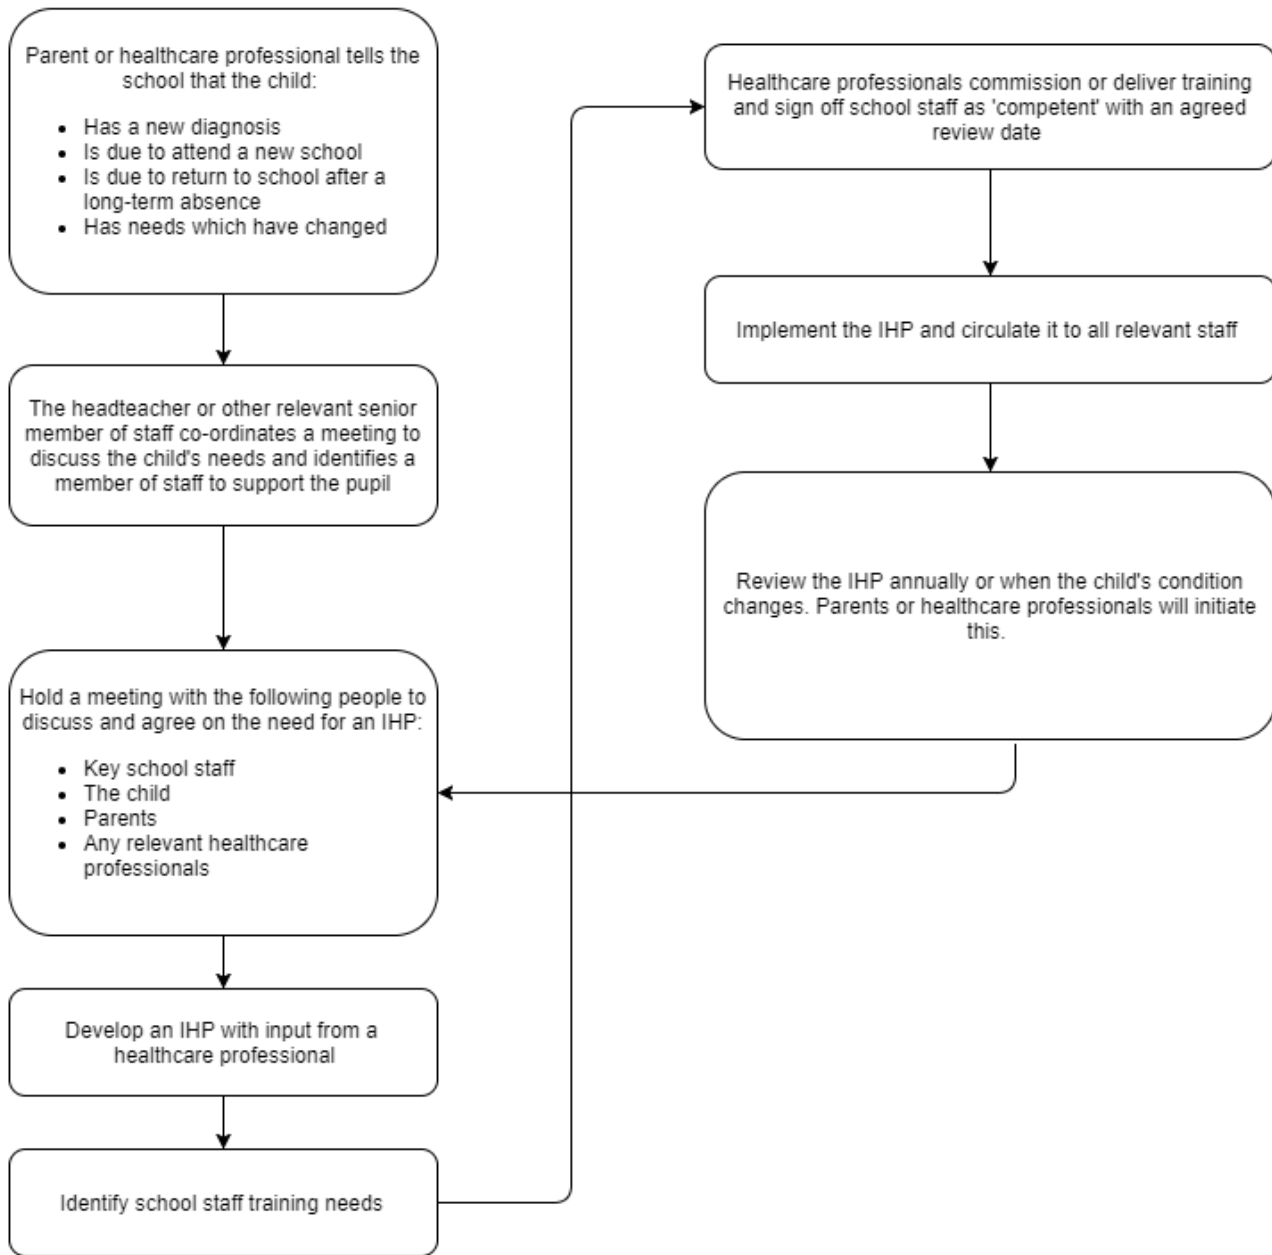 Parent or healthcare professional tells the
school that the child:
• Has a new diagnosis
• Is due to attend a new school
• Is due to return to school after a
long-term absence
• Has needs which have changed
The headteacher or other relevant senior
member of staff co-ordinates a meeting to
discuss the child's needs and identifies a
member of staff to support the pupil
Hold a meeting with the following people to
discuss and agree on the need for an IHP:
• Key school staff
• The child
• Parents
• Any relevant healthcare
professionals
Develop an IHP with input from a
healthcare professional
Identify school staff training needs
Healthcare professionals commission or deliver training
and sign off school staff as 'competent' with an agreed
review date
Implement the IHP and circulate it to all relevant staff
Review the IHP annually or when the child's condition
changes. Parents or healthcare professionals will initiate
this.